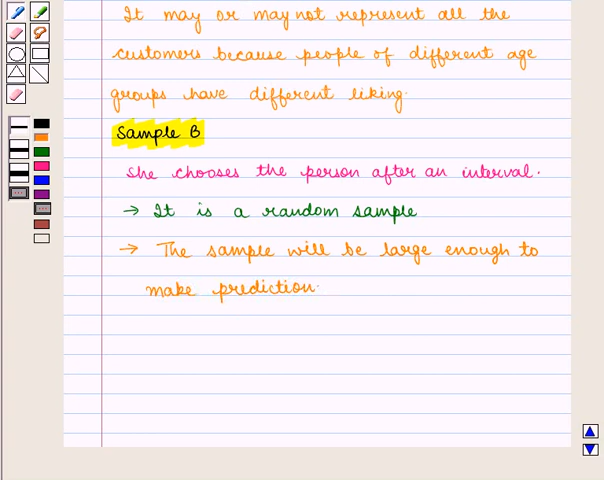 It may or may not represent all the
customers because people of different age
groups have different liking.
Sample B
She chooses the person after an interval.
→ It is a random sample
→ The sample will be large enough to
make prediction.